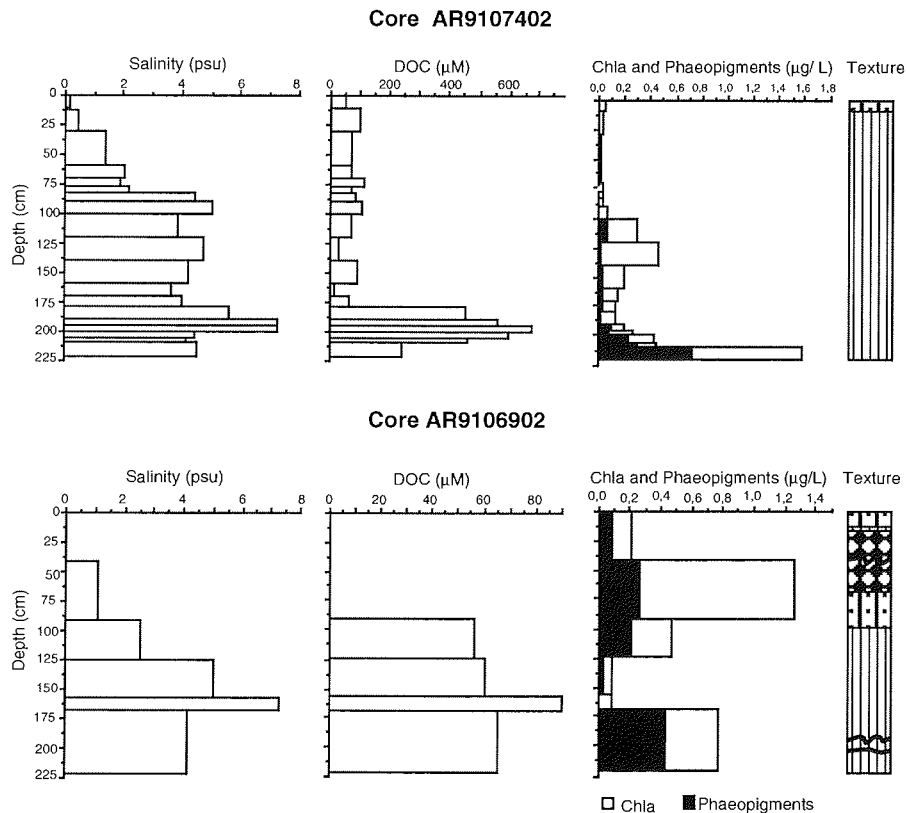 Core AR9107402
Salinity (psu)
0 2 4 6 8
DOC (µM)
0 200 400 600
Chla and Phaeopigments (µg/ L)
0,0 0,2 0,4 0,6 0,8 1,0 1,2 1,4 1,6 1,8
Texture
Depth (cm)
0
25
50
75
100
125
150
175
200
225
Core AR9106902
Salinity (psu)
0 2 4 6 8
DOC (µM)
0 20 40 60 80
Chla and Phaeopigments (µg/L)
0,0 0,2 0,4 0,6 0,8 1,0 1,2 1,4
Texture
Depth (cm)
0
25
50
75
100
125
150
175
200
225
Chla
Phaeopigments